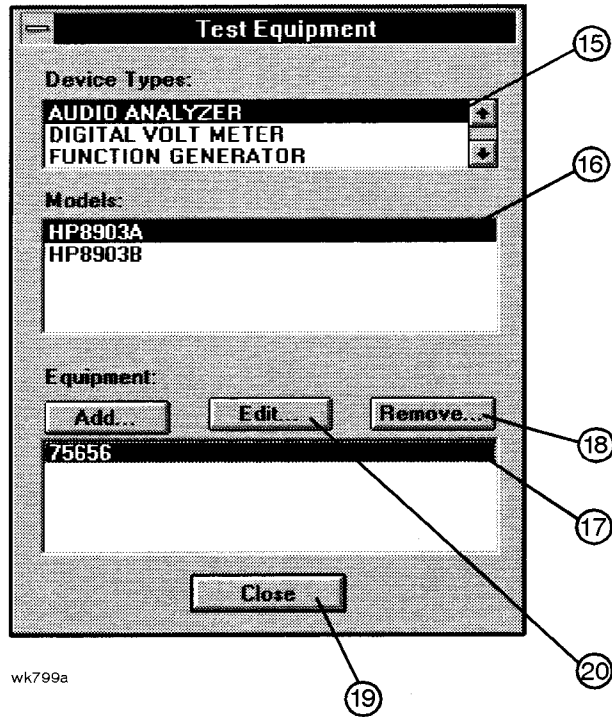 Test Equipment
15
Device Types:
AUDIO ANALYZER
DIGITAL VOLT METER
FUNCTION GENERATOR
16
Models:
HP8903A
HP8903B
Equipment:
Add... Edit... Remove...
18
75656
17
Close
wk799a
20
19